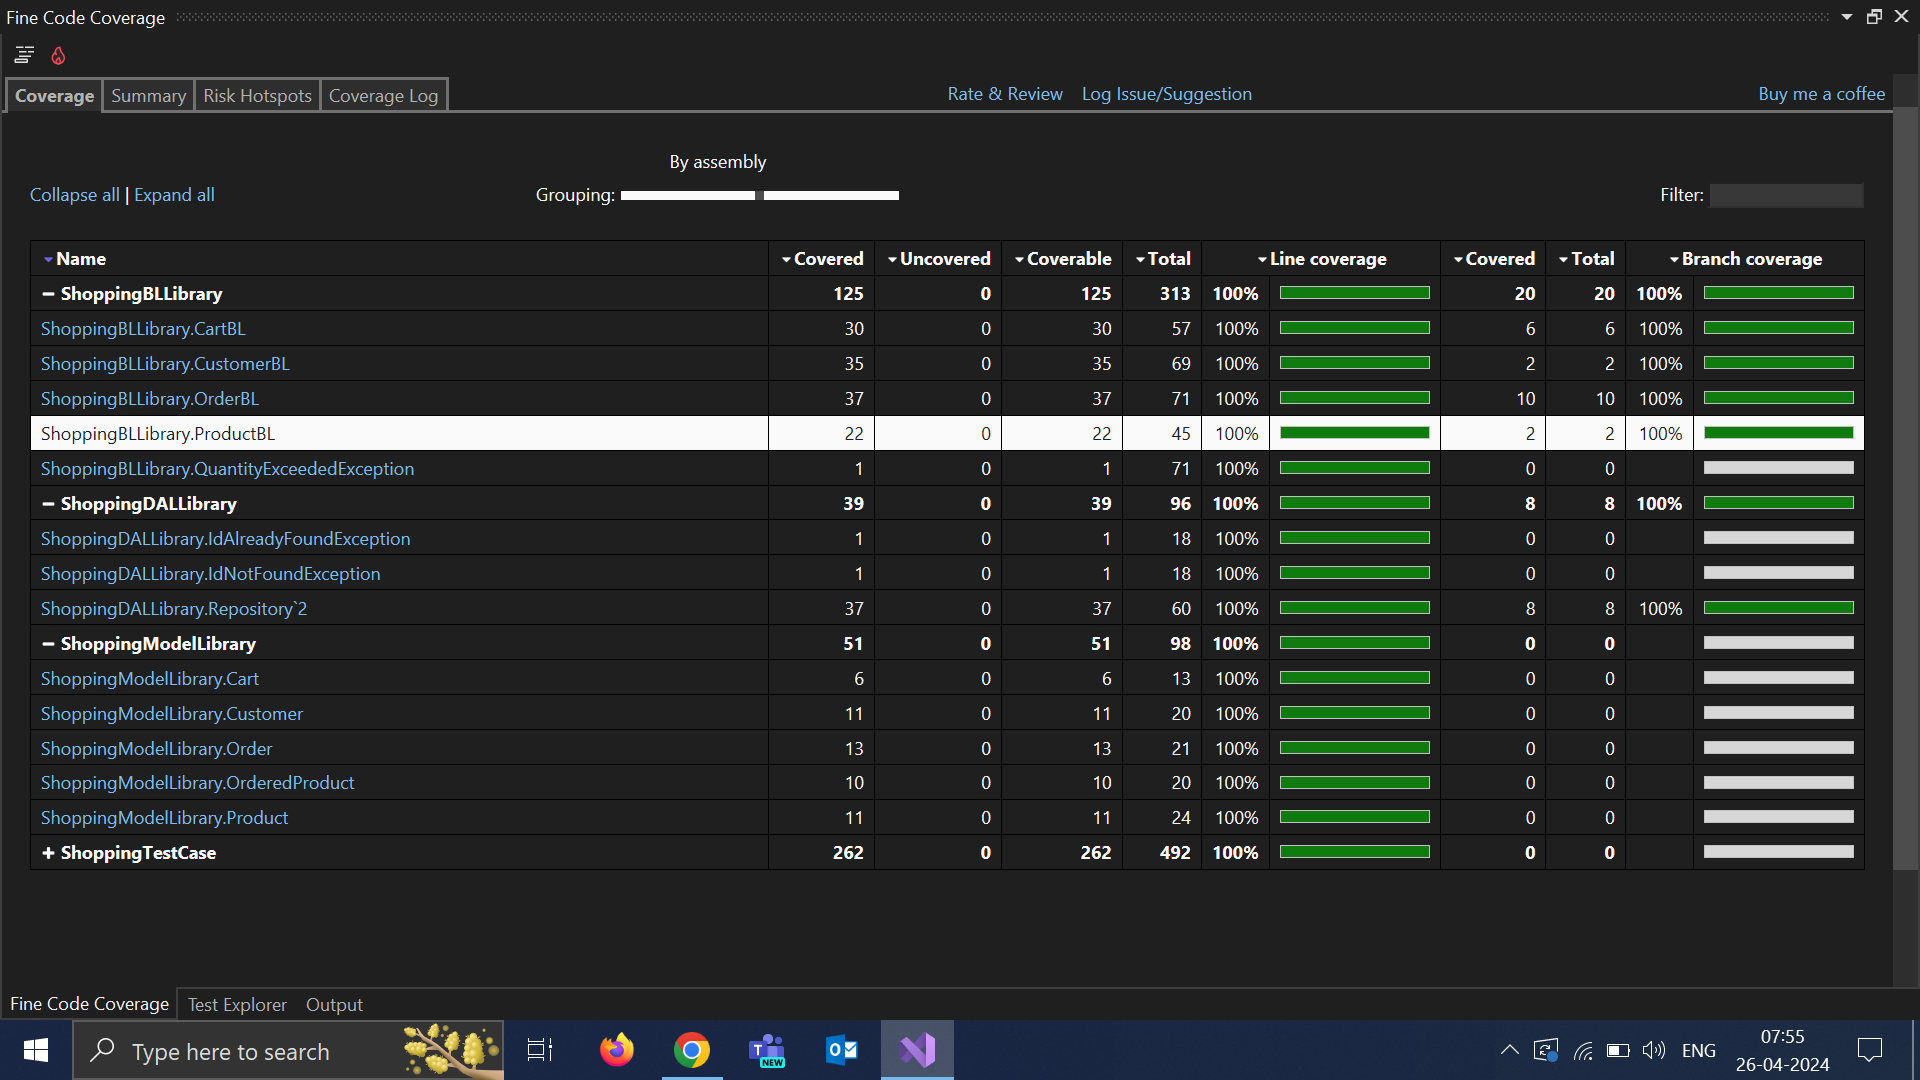 Fine Code Coverage
Coverage Summary Risk Hotspots Coverage Log Rate & Review Log Issue/Suggestion Buy me a coffee
By assembly
Collapse all | Expand all Grouping: Filter:
Name Covered Uncovered Coverable Total Line coverage Covered Total Branch coverage
− ShoppingBLLibrary 125 0 125 313 100% 20 20 100%
ShoppingBLLibrary.CartBL 30 0 30 57 100% 6 6 100%
ShoppingBLLibrary.CustomerBL 35 0 35 69 100% 2 2 100%
ShoppingBLLibrary.OrderBL 37 0 37 71 100% 10 10 100%
ShoppingBLLibrary.ProductBL 22 0 22 45 100% 2 2 100%
ShoppingBLLibrary.QuantityExceededException 1 0 1 71 100% 0 0
− ShoppingDALLibrary 39 0 39 96 100% 8 8 100%
ShoppingDALLibrary.IdAlreadyFoundException 1 0 1 18 100% 0 0
ShoppingDALLibrary.IdNotFoundException 1 0 1 18 100% 0 0
ShoppingDALLibrary.Repository`2 37 0 37 60 100% 8 8 100%
− ShoppingModelLibrary 51 0 51 98 100% 0 0
ShoppingModelLibrary.Cart 6 0 6 13 100% 0 0
ShoppingModelLibrary.Customer 11 0 11 20 100% 0 0
ShoppingModelLibrary.Order 13 0 13 21 100% 0 0
ShoppingModelLibrary.OrderedProduct 10 0 10 20 100% 0 0
ShoppingModelLibrary.Product 11 0 11 24 100% 0 0
+ ShoppingTestCase 262 0 262 492 100% 0 0
Fine Code Coverage Test Explorer Output
Type here to search NEW ENG 07:55
26-04-2024